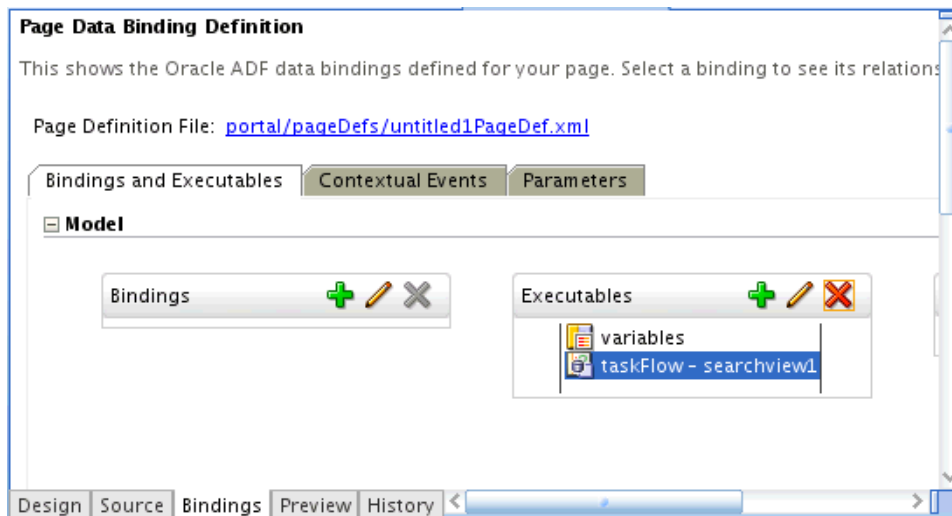 Page Data Binding Definition
This shows the Oracle ADF data bindings defined for your page. Select a binding to see its relations
Page Definition File: portal/pageDefs/untitled1PageDef.xml
Bindings and Executables Contextual Events Parameters
Model
Bindings Executables
variables
taskFlow - searchview1
Design Source Bindings Preview History